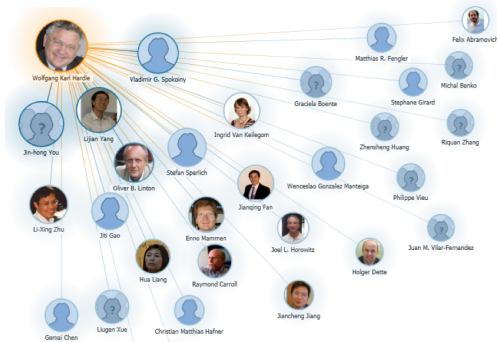 Felix Abramovich
Wolfgang Karl Hardle
Vladimir G. Spokoiny
Matthias R. Fengler
Michal Benko
Graciela Boente
Stephane Girard
Lijian Yang
Ingrid Van Keilegom
Jin-hong You
Zhensheng Huang
Riquan Zhang
Oliver B. Linton
Stefan Sperlich
Wenceslao Gonzalez Manteiga
Philippe Vieu
Jianqing Fan
Li-Xing Zhu
Jiti Gao
Enno Mammen
Joel L. Horowitz
Juan M. Vilar-Fernandez
Holger Dette
Hua Liang
Raymond Carroll
Jiancheng Jiang
Liugen Xue
Christian Matthias Hafner
Gemai Chen